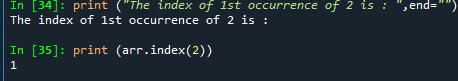 In [34]: print ("The index of 1st occurrence of 2 is : ",end="")
The index of 1st occurrence of 2 is :
In [35]: print (arr.index(2))
1